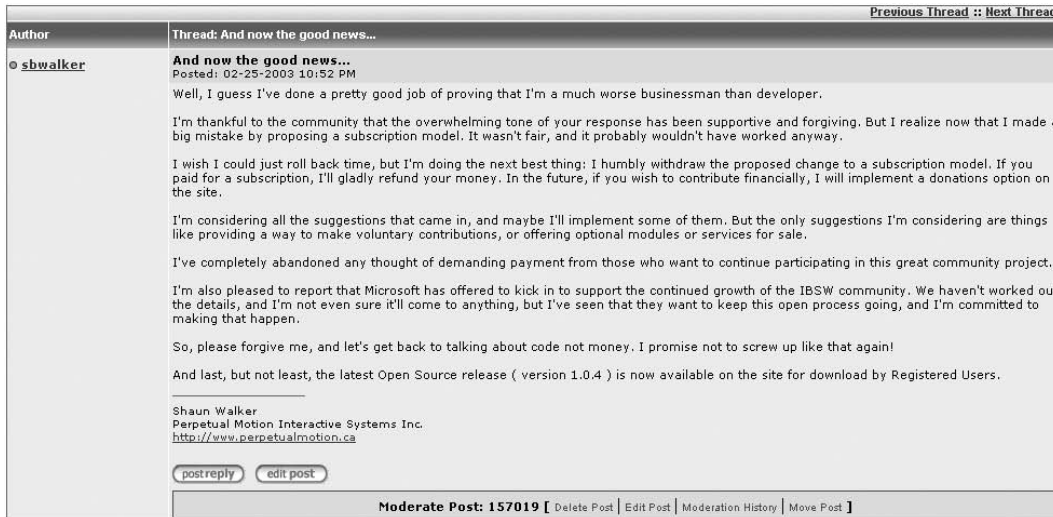 Previous Thread :: Next Thread
Author
Thread: And now the good news...
sbwalker
And now the good news...
Posted: 02-25-2003 10:52 PM
Well, I guess I've done a pretty good job of proving that I'm a much worse businessman than developer.
I'm thankful to the community that the overwhelming tone of your response has been supportive and forgiving. But I realize now that I made
big mistake by proposing a subscription model. It wasn't fair, and it probably wouldn't have worked anyway.
I wish I could just roll back time, but I'm doing the next best thing: I humbly withdraw the proposed change to a subscription model. If you
paid for a subscription, I'll gladly refund your money. In the future, if you wish to contribute financially, I will implement a donations option on
the site.
I'm considering all the suggestions that came in, and maybe I'll implement some of them. But the only suggestions I'm considering are things
like providing a way to make voluntary contributions, or offering optional modules or services for sale.
I've completely abandoned any thought of demanding payment from those who want to continue participating in this great community project.
I'm also pleased to report that Microsoft has offered to kick in to support the continued growth of the IBSW community. We haven't worked ou
the details, and I'm not even sure it'll come to anything, but I've seen that they want to keep this open process going, and I'm committed to
making that happen.
So, please forgive me, and let's get back to talking about code not money. I promise not to screw up like that again!
And last, but not least, the latest Open Source release ( version 1.0.4 ) is now available on the site for download by Registered Users.
Shaun Walker
Perpetual Motion Interactive Systems Inc.
http://www.perpetualmotion.ca
post reply
edit post
Moderate Post: 157019 [ Delete Post | Edit Post | Moderation History | Move Post ]